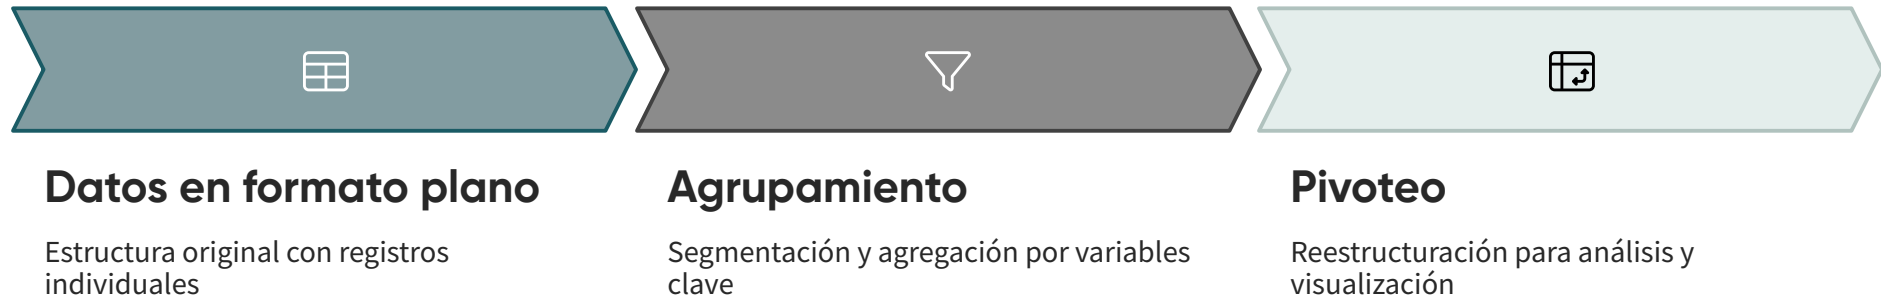 Datos en formato plano
Estructura original con registros
individuales
Agrupamiento
Segmentación y agregación por variables
clave
Pivoteo
Reestructuración para análisis y
visualización